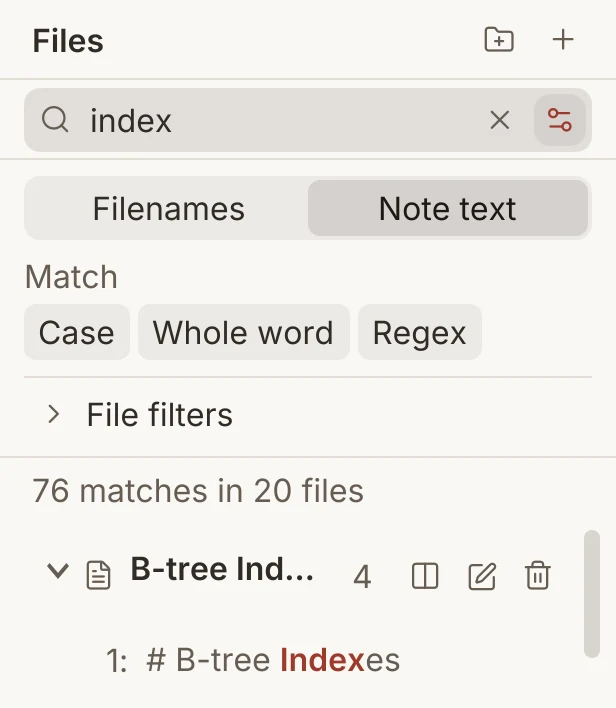 Files
index
Filenames Note text
Match
Case Whole word Regex
File filters
76 matches in 20 files
B-tree Ind... 4
1: # B-tree Indexes